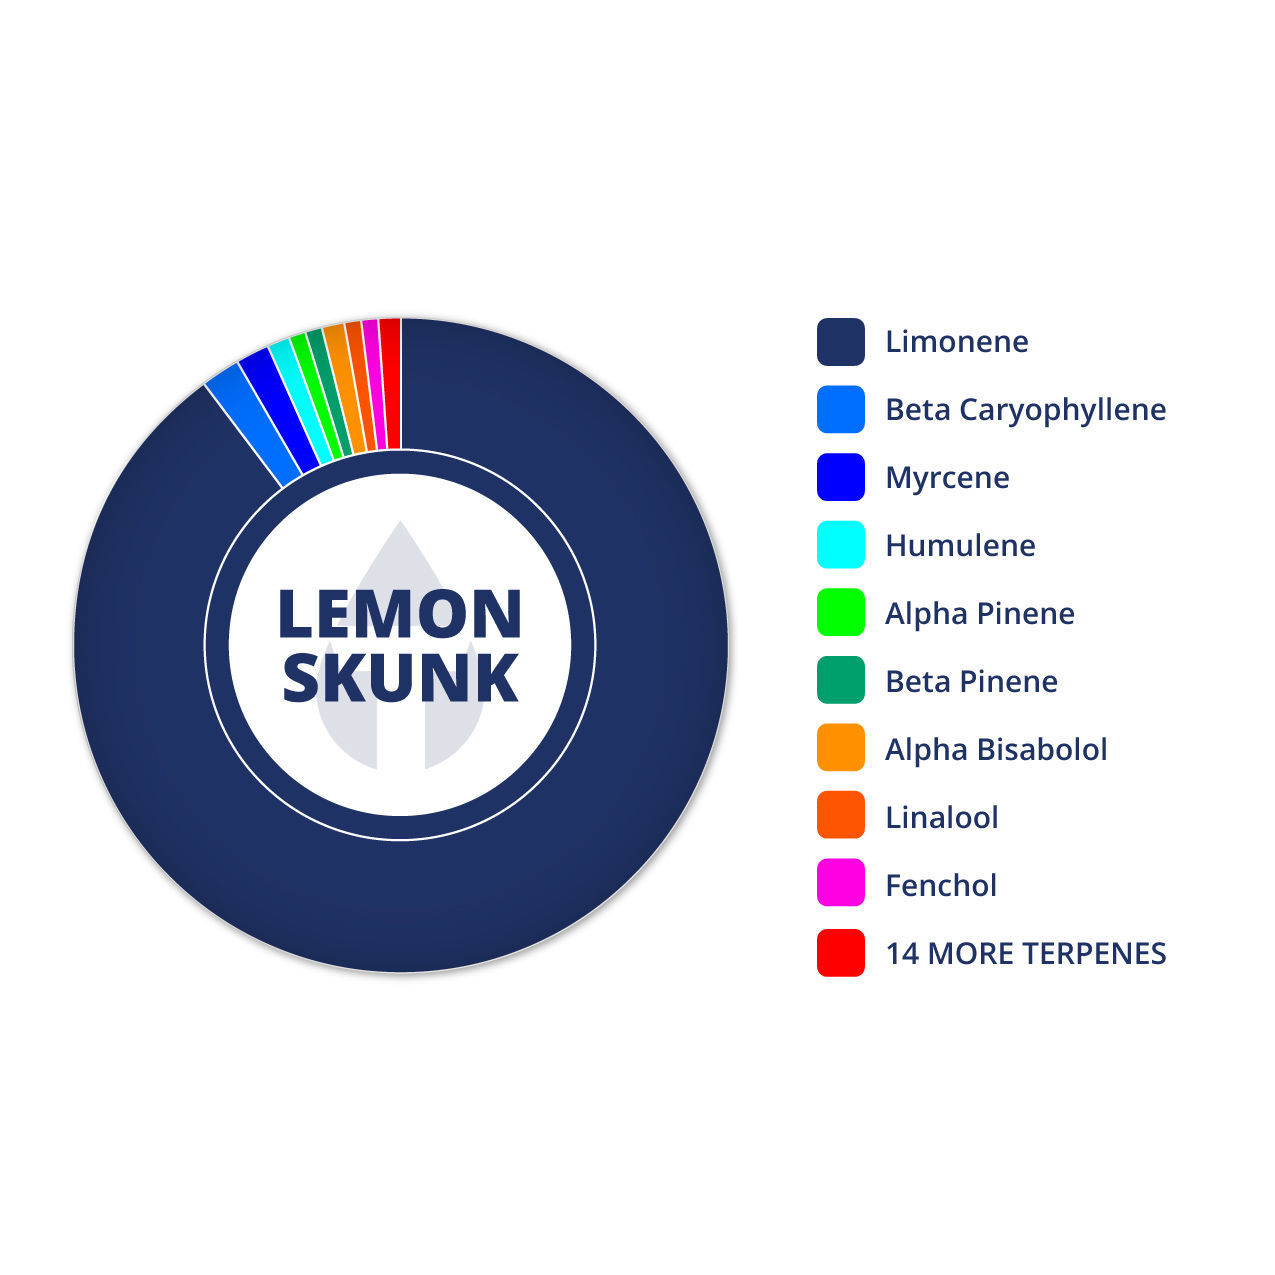 LEMON
SKUNK
Limonene
Beta Caryophyllene
Myrcene
Humulene
Alpha Pinene
Beta Pinene
Alpha Bisabolol
Linalool
Fenchol
14 MORE TERPENES